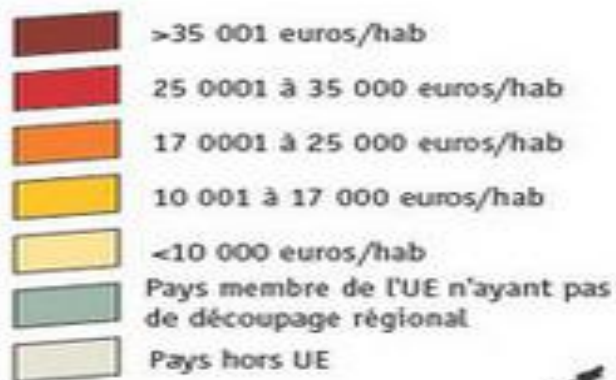 >35 001 euros/hab
25 0001 à 35 000 euros/hab
17 0001 à 25 000 euros/hab
10 001 à 17 000 euros/hab
<10 000 euros/hab
Pays membre de l'UE n'ayant pas
de découpage régional
Pays hors UE